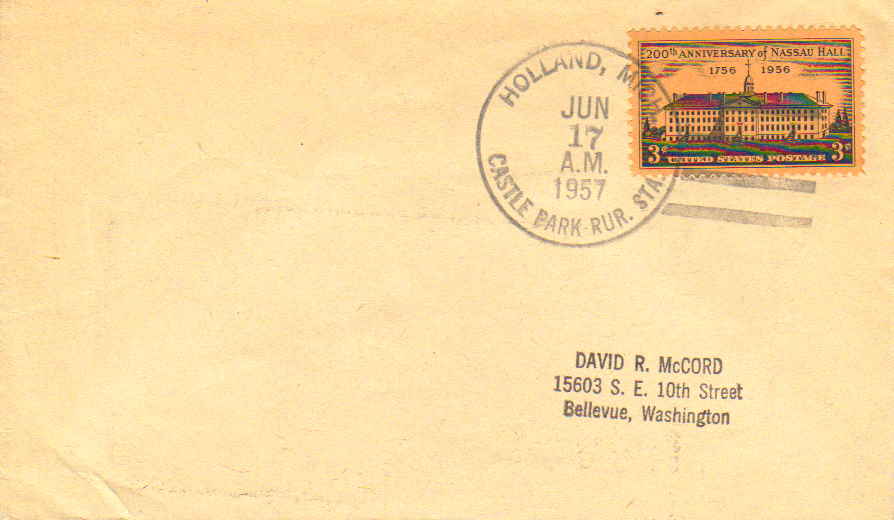 200th ANNIVERSARY of NASSAU HALL
1756 1956
3¢ UNITED STATES POSTAGE 3¢
HOLLAND, MICH.
JUN
17
A.M.
1957
CASTLE PARK RUR. STA.
DAVID R. McCORD
15603 S. E. 10th Street
Bellevue, Washington